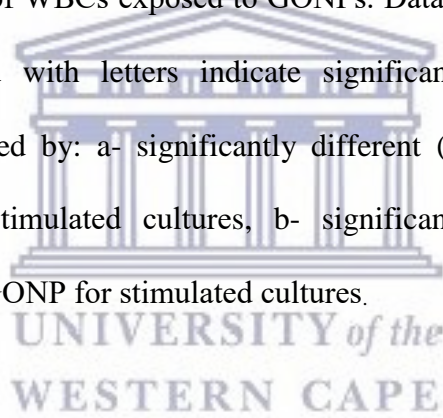 of WBCs exposed to GONPs. Data
with letters indicate significan
ed by: a- significantly different (
stimulated cultures, b- significan
GONP for stimulated cultures.
UNIVERSITY of the
WESTERN CAPE